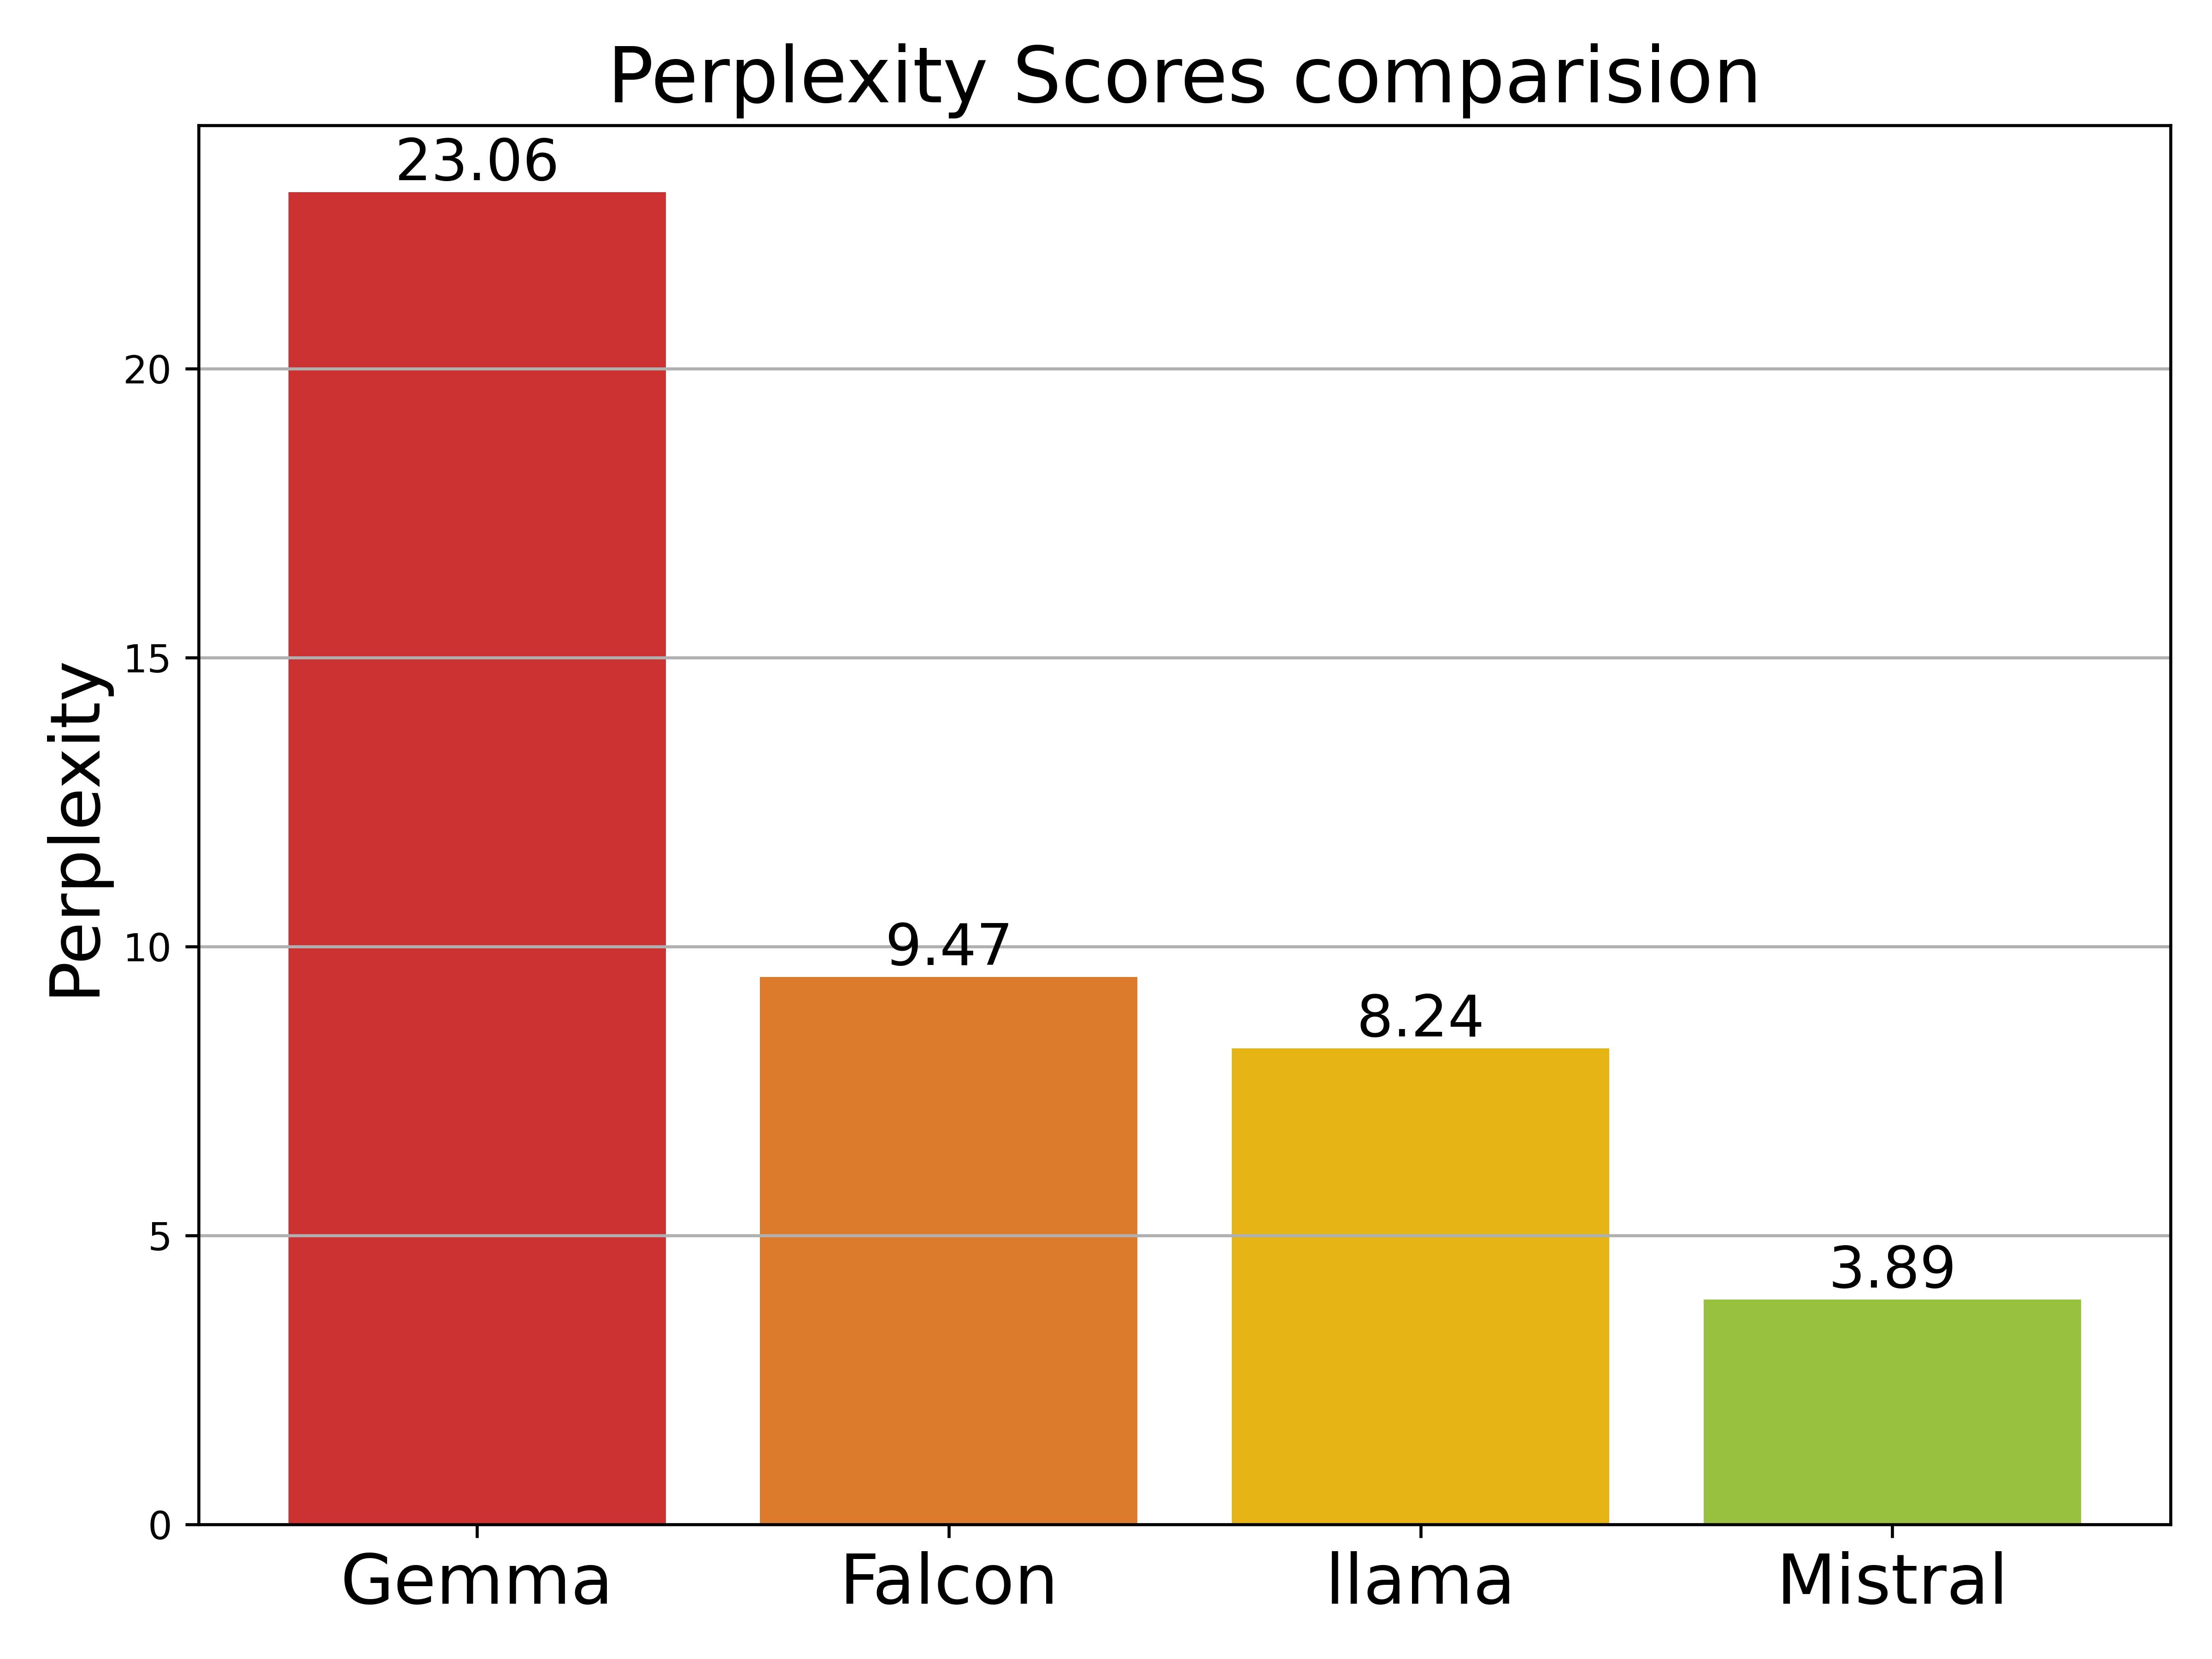 Perplexity Scores comparision
23.06
20
15
Perplexity
10
9.47
8.24
5
3.89
0
Gemma
Falcon
llama
Mistral